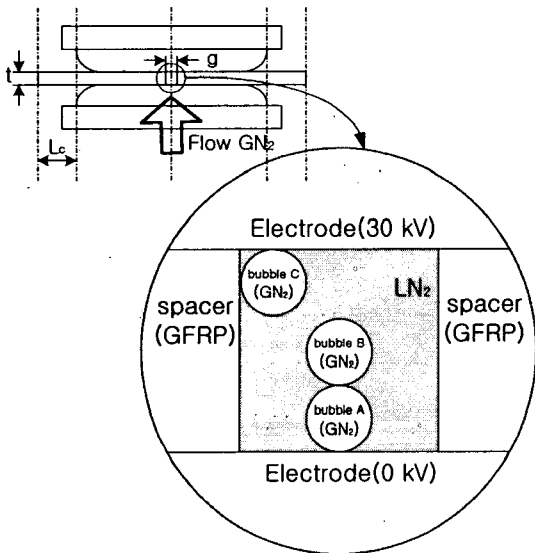 g
t
Flow GN₂
Lc
Electrode(30 kV)
bubble C
(GN₂)
LN₂
spacer
(GFRP)
spacer
(GFRP)
bubble B
(GN₂)
bubble A
(GN₂)
Electrode(0 kV)